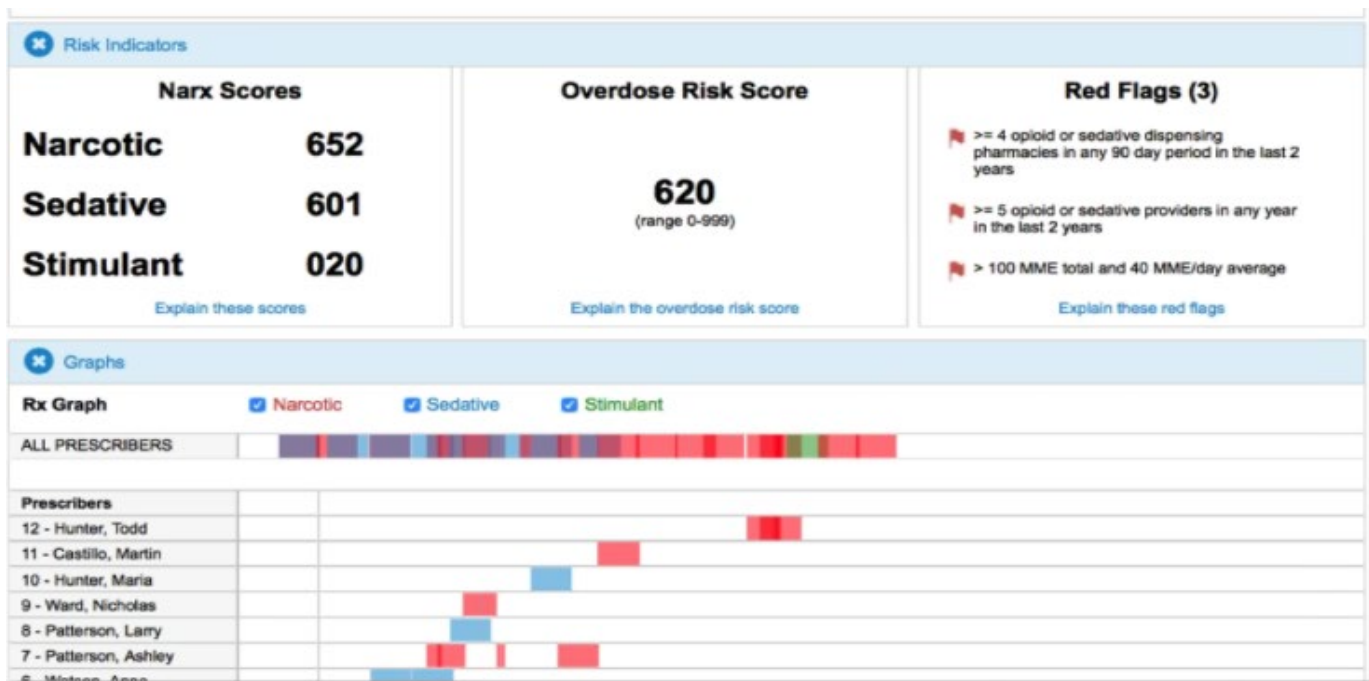 Risk Indicators
Narx Scores
Narcotic 652
Sedative 601
Stimulant 020
Explain these scores
Overdose Risk Score
620
(range 0-999)
Explain the overdose risk score
Red Flags (3)
>= 4 opioid or sedative dispensing
pharmacies in any 90 day period in the last 2
years
>= 5 opioid or sedative providers in any year
in the last 2 years
> 100 MME total and 40 MME/day average
Explain these red flags
Graphs
Rx Graph Narcotic Sedative Stimulant
ALL PRESCRIBERS
Prescribers
12 - Hunter, Todd
11 - Castillo, Martin
10 - Hunter, Maria
9 - Ward, Nicholas
8 - Patterson, Larry
7 - Patterson, Ashley